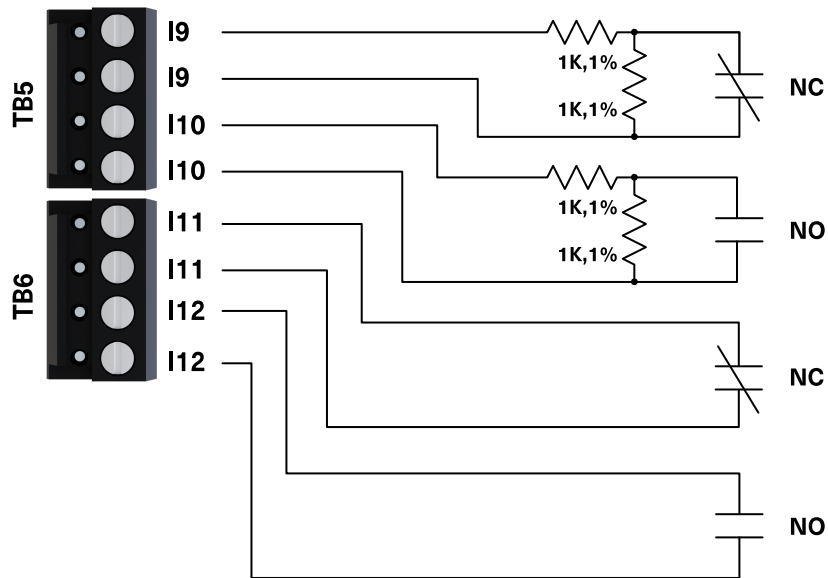 TB5
I9
I9
I10
I10
TB6
I11
I11
I12
I12
1K,1%
1K,1%
NC
1K,1%
1K,1%
NO
NC
NO